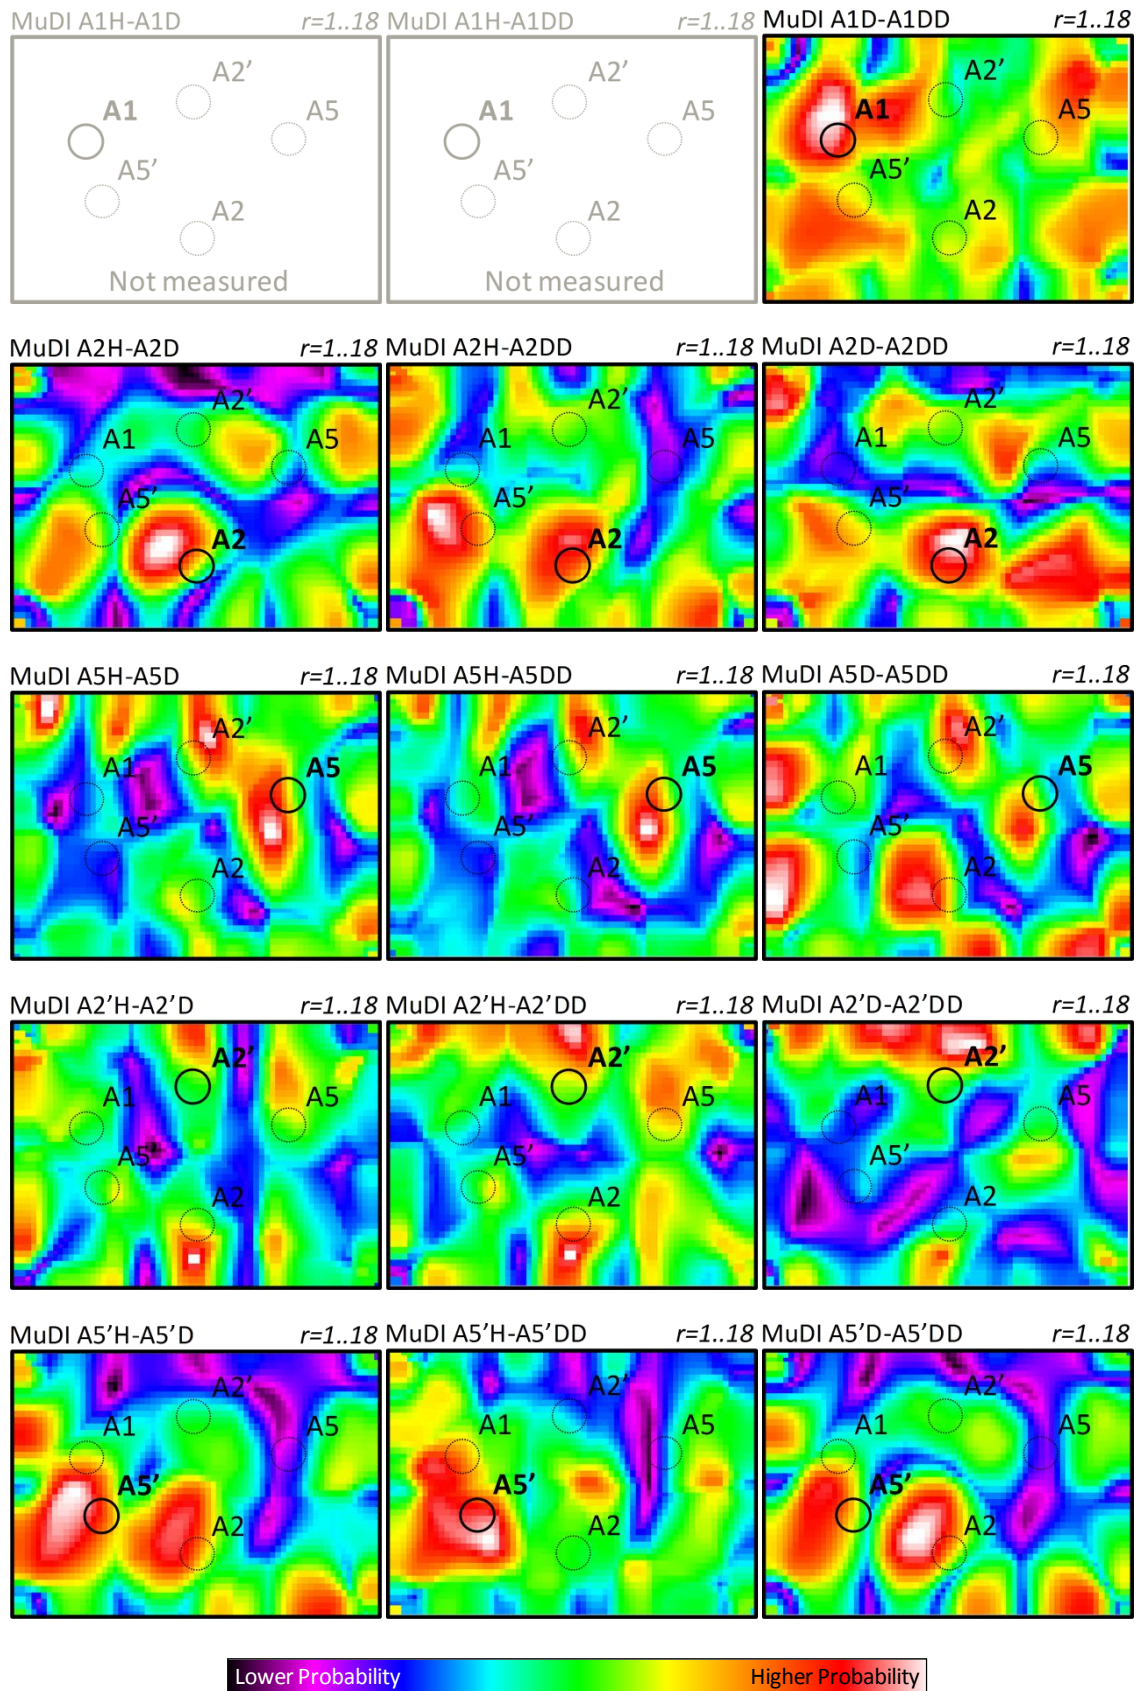 MuDI A1H-A1D r=1..18 MuDI A1H-A1DD r=1..18 MuDI A1D-A1DD r=1..18
A2’ A2’ A2’
A1 A5 A1 A5 A1 A5
A5’ A5’ A5’
A2 A2 A2
Not measured Not measured
MuDI A2H-A2D r=1..18 MuDI A2H-A2DD r=1..18 MuDI A2D-A2DD r=1..18
A2’ A2’ A2’
A1 A5 A1 A5 A1 A5
A5’ A5’ A5’
A2 A2 A2
MuDI A5H-A5D r=1..18 MuDI A5H-A5DD r=1..18 MuDI A5D-A5DD r=1..18
A2’ A2’ A2’
A1 A5 A1 A5 A1 A5
A5’ A5’ A5’
A2 A2 A2
MuDI A2’H-A2’D r=1..18 MuDI A2’H-A2’DD r=1..18 MuDI A2’D-A2’DD r=1..18
A2’ A2’ A2’
A1 A5 A1 A5 A1 A5
A5’ A5’ A5’
A2 A2 A2
MuDI A5’H-A5’D r=1..18 MuDI A5’H-A5’DD r=1..18 MuDI A5’D-A5’DD r=1..18
A2’ A2’ A2’
A1 A5 A1 A5 A1 A5
A5’ A5’ A5’
A2 A2 A2
Lower Probability Higher Probability